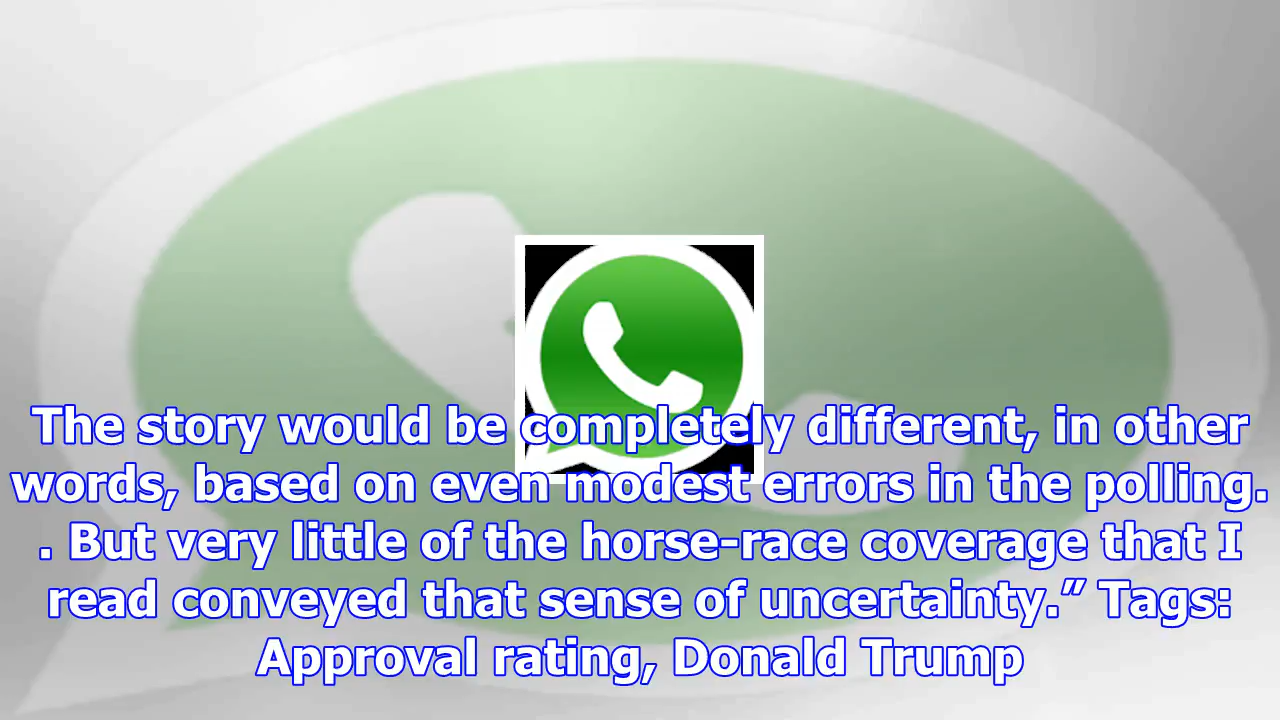 The story would be completely different, in other
words, based on even modest errors in the polling.
. But very little of the horse-race coverage that I
read conveyed that sense of uncertainty.” Tags:
Approval rating, Donald Trump